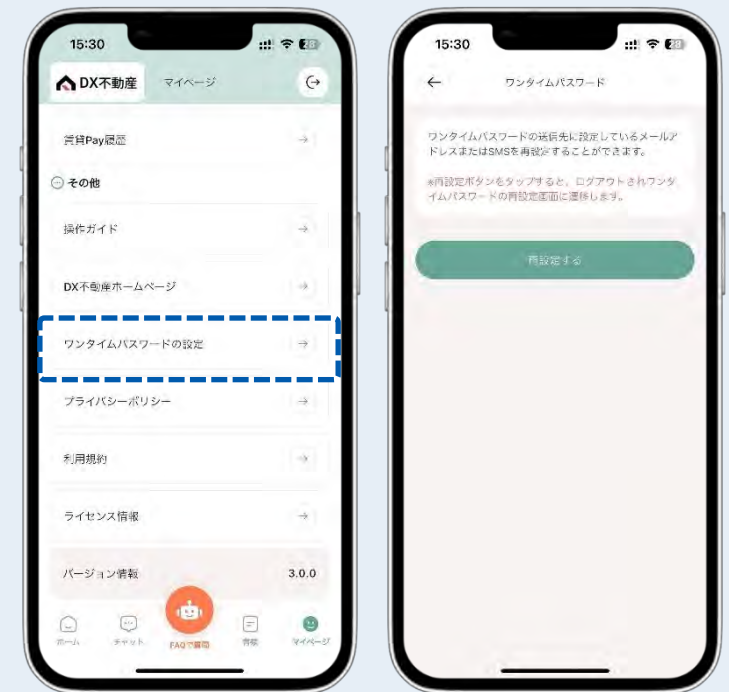 15:30
28
DX不動産
マイページ
賃貸Pay履歴
その他
操作ガイド
DX不動産ホームページ
ワンタイムパスワードの設定
プライバシーポリシー
利用規約
ライセンス情報
バージョン情報
3.0.0
ホーム
チャット
FAQで質問
書類
マイページ
15:30
28
ワンタイムパスワード
ワンタイムパスワードの送信先に設定しているメールア
ドレスまたはSMSを再設定することができます。
*再設定ボタンをタップすると、ログアウトされワンタ
イムパスワードの再設定画面に遷移します。
再設定する